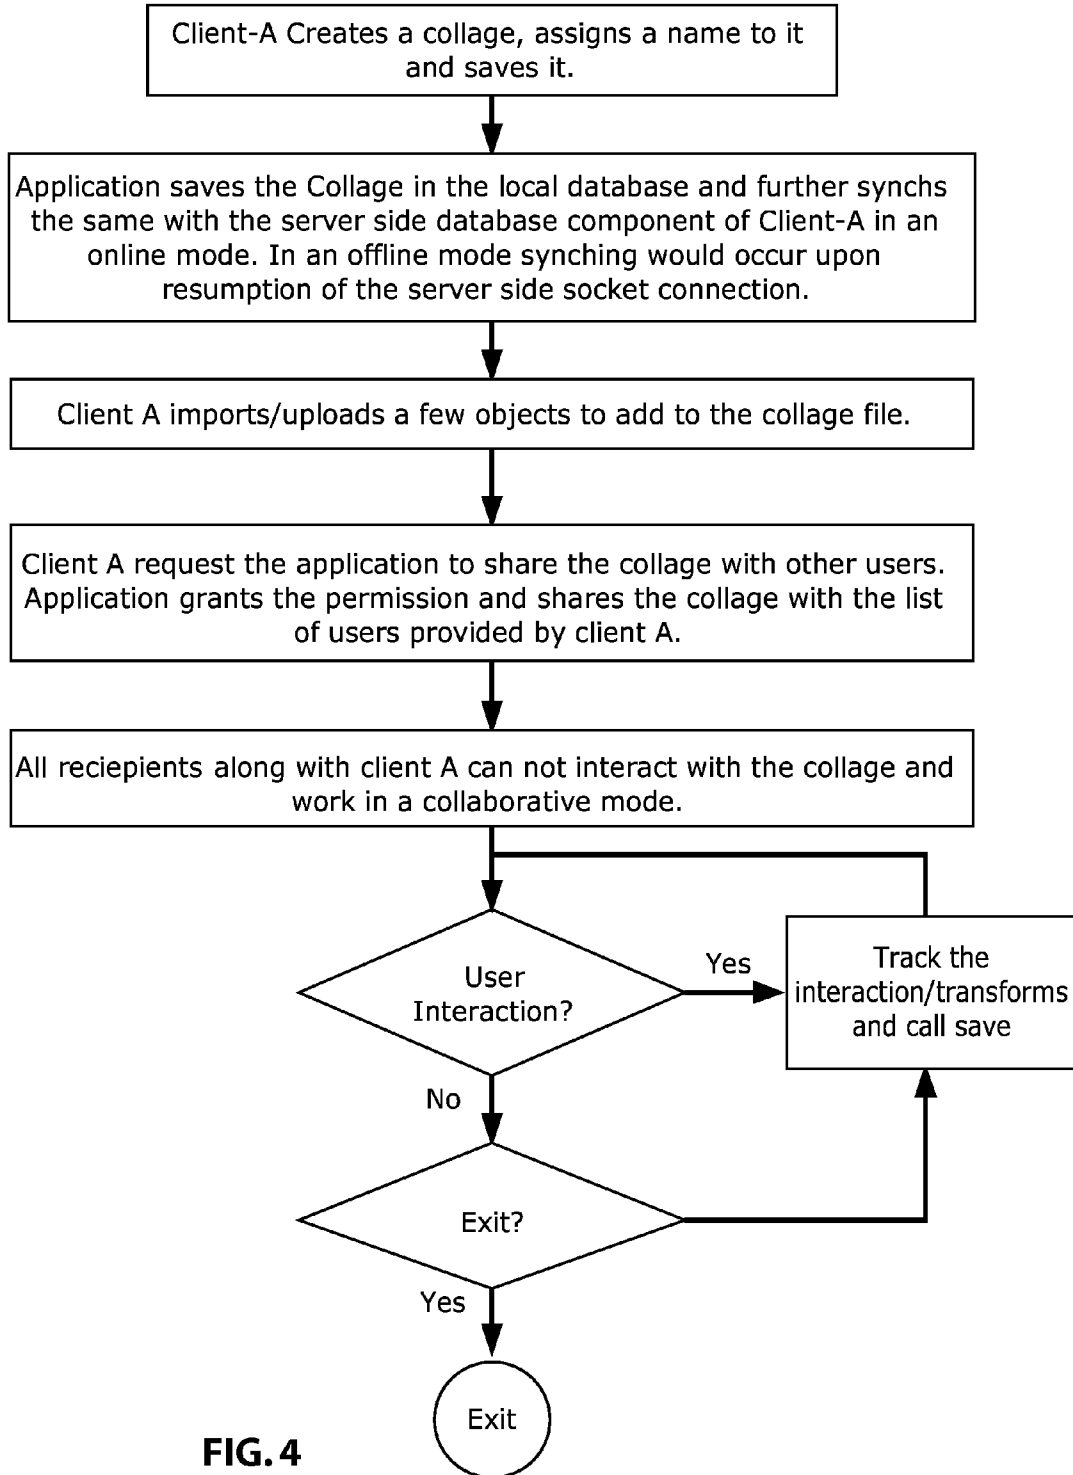 Client-A Creates a collage, assigns a name to it
and saves it.
Application saves the Collage in the local database and further synchs
the same with the server side database component of Client-A in an
online mode. In an offline mode synching would occur upon
resumption of the server side socket connection.
Client A imports/uploads a few objects to add to the collage file.
Client A request the application to share the collage with other users.
Application grants the permission and shares the collage with the list
of users provided by client A.
All reciepients along with client A can not interact with the collage and
work in a collaborative mode.
User
Interaction?
Yes
Track the
interaction/transforms
and call save
No
Exit?
Yes
Exit
FIG. 4